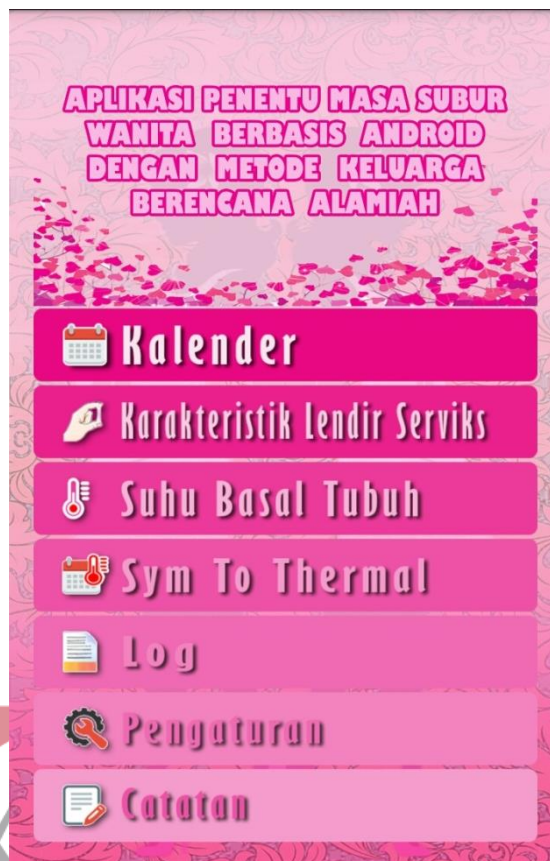 APLIKASI PENENTU MASA SUBUR
WANITA BERBASIS ANDROID
DENGAN METODE KELUARGA
BERENCANA ALAMIAH
Kalender
Karakteristik Lendir Serviks
Suhu Basal Tubuh
Sym To Thermal
Log
Pengaturan
Catatan